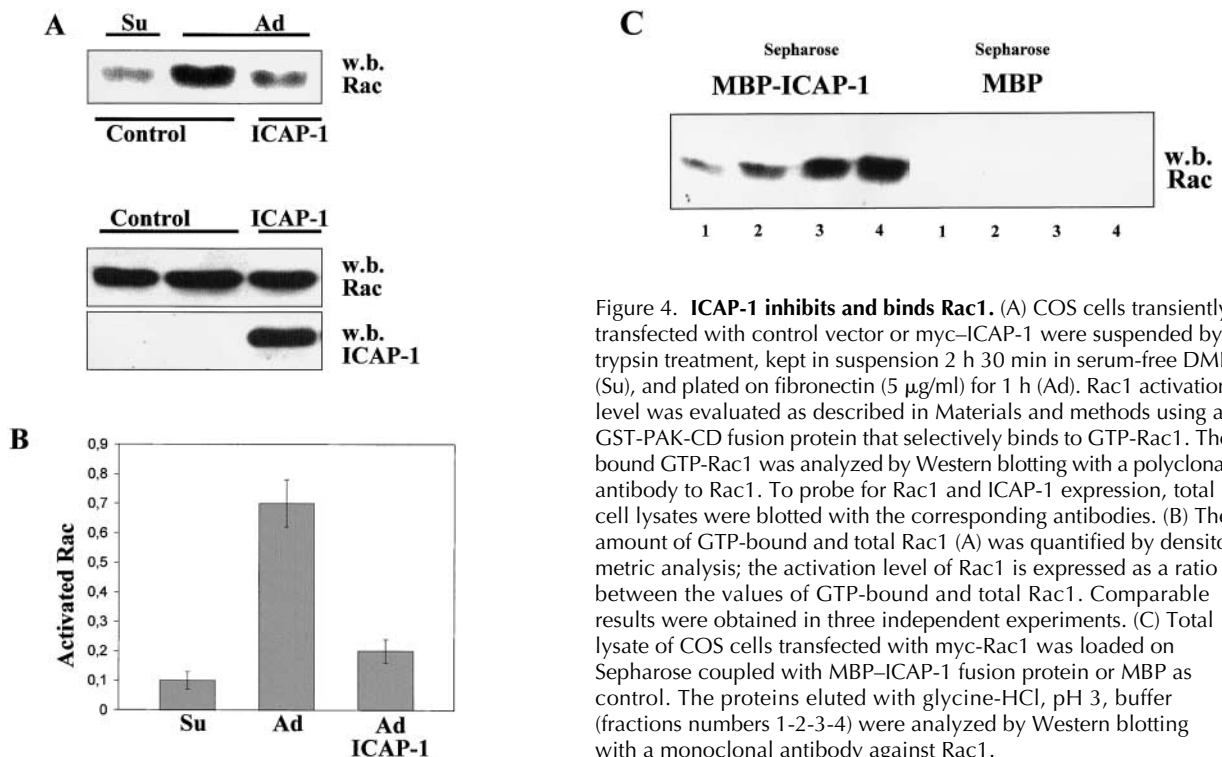 A
Su Ad
w.b.
Rac
Control ICAP-1
Control ICAP-1
w.b.
Rac
w.b.
ICAP-1
B
Activated Rac
0,9
0,8
0,7
0,6
0,5
0,4
0,3
0,2
0,1
0
Su Ad Ad
ICAP-1
C
Sepharose Sepharose
MBP-ICAP-1 MBP
w.b.
Rac
1 2 3 4 1 2 3 4
Figure 4. ICAP-1 inhibits and binds Rac1. (A) COS cells transiently
transfected with control vector or myc–ICAP-1 were suspended by
trypsin treatment, kept in suspension 2 h 30 min in serum-free
(Su), and plated on fibronectin (5 μg/ml) for 1 h (Ad). Rac1 activation
level was evaluated as described in Materials and methods using a
GST-PAK-CD fusion protein that selectively binds to GTP-Rac1. The
bound GTP-Rac1 was analyzed by Western blotting with a polyclona
antibody to Rac1. To probe for Rac1 and ICAP-1 expression, total
cell lysates were blotted with the corresponding antibodies. (B) The
amount of GTP-bound and total Rac1 (A) was quantified by densito
metric analysis; the activation level of Rac1 is expressed as a ratio
between the values of GTP-bound and total Rac1. Comparable
results were obtained in three independent experiments. (C) Total
lysate of COS cells transfected with myc-Rac1 was loaded on
Sepharose coupled with MBP–ICAP-1 fusion protein or MBP as
control. The proteins eluted with glycine-HCl, pH 3, buffer
(fractions numbers 1-2-3-4) were analyzed by Western blotting
with a monoclonal antibody against Rac1.